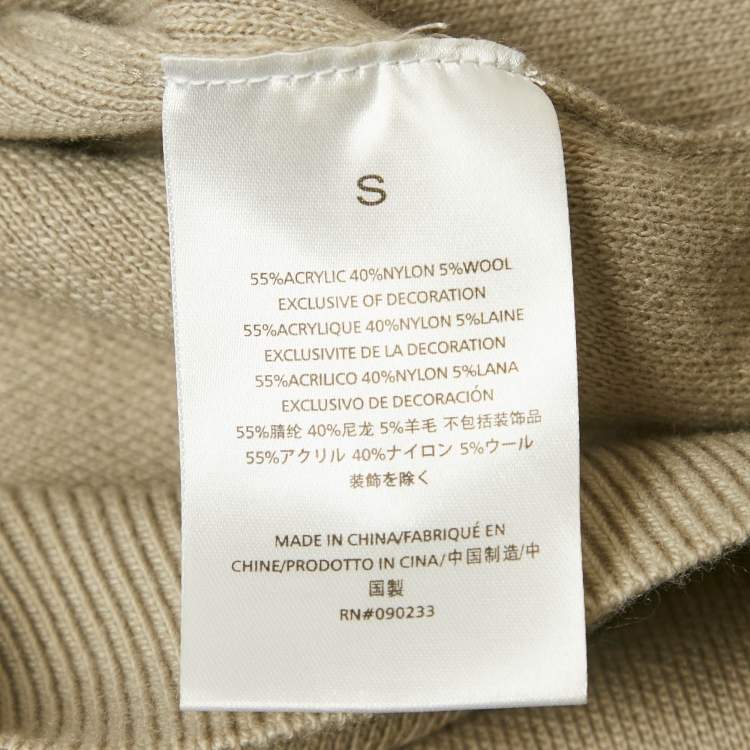 S
55%ACRYLIC 40%NYLON 5%WOOL
EXCLUSIVE OF DECORATION
55%ACRYLIQUE 40%NYLON 5%LAINE
EXCLUSIVITE DE LA DECORATION
55%ACRILICO 40%NYLON 5%LANA
EXCLUSIVO DE DECORACIÓN
55%腈纶 40%尼龙 5%羊毛 不包括装饰品
55%アクリル 40%ナイロン 5%ウール
装飾を除く
MADE IN CHINA/FABRIQUÉ EN
CHINE/PRODOTTO IN CINA/中国制造/中
国製
RN#090233